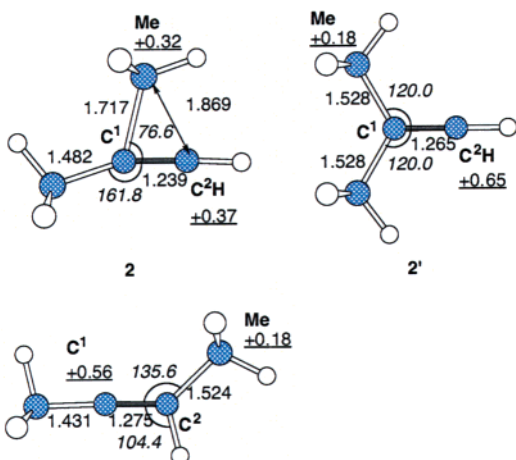 Me
+0.32
1.717
1.869
C1
76.6
1.482
1.239
161.8
C2H
+0.37
2
Me
+0.18
1.528
120.0
C1
1.265
1.528
120.0
C2H
+0.65
2'
C1
+0.56
Me
+0.18
135.6
1.524
1.431
1.275
C2
104.4